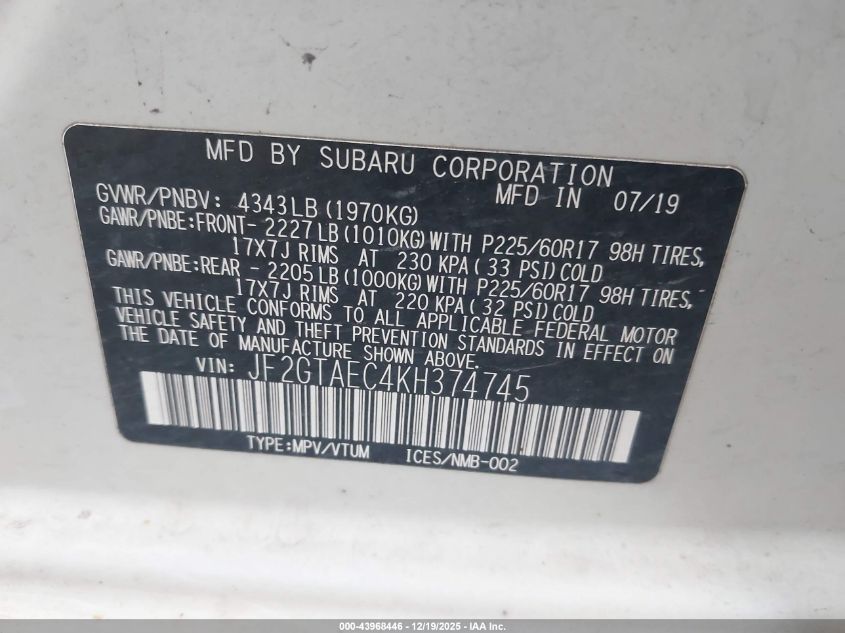 MFD BY SUBARU CORPORATION
MFD IN 07/19
GVWR/PNBV: 4343LB(1970KG)
GAWR/PNBE:FRONT-2227LB(1010KG)WITH P225/60R17 98H TIRES,
17X7J RIMS AT 230 KPA(33 PSI)COLD
GAWR/PNBE:REAR -2205LB(1000KG)WITH P225/60R17 98H TIRES,
17X7J RIMS AT 220 KPA(32 PSI)COLD
THIS VEHICLE CONFORMS TO ALL APPLICABLE FEDERAL MOTOR
VEHICLE SAFETY AND THEFT PREVENTION STANDARDS IN EFFECT ON
THE DATE OF MANUFACTURE SHOWN ABOVE.
VIN: JF2GTAEC4KH374745
TYPE:MPV/VTUM ICES/NMB-002
000-43968446 - 12/19/2025 - IAA Inc.